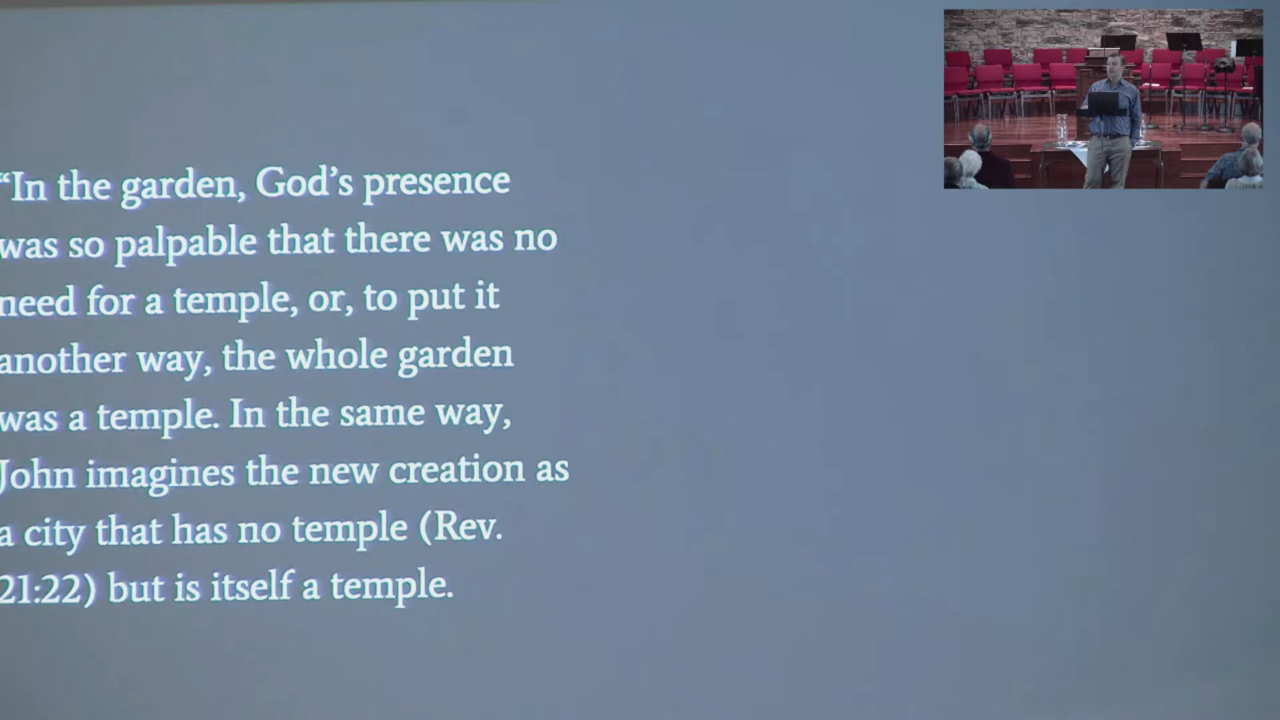 “In the garden, God’s presence
was so palpable that there was no
need for a temple, or, to put it
another way, the whole garden
was a temple. In the same way,
John imagines the new creation as
a city that has no temple (Rev.
21:22) but is itself a temple.